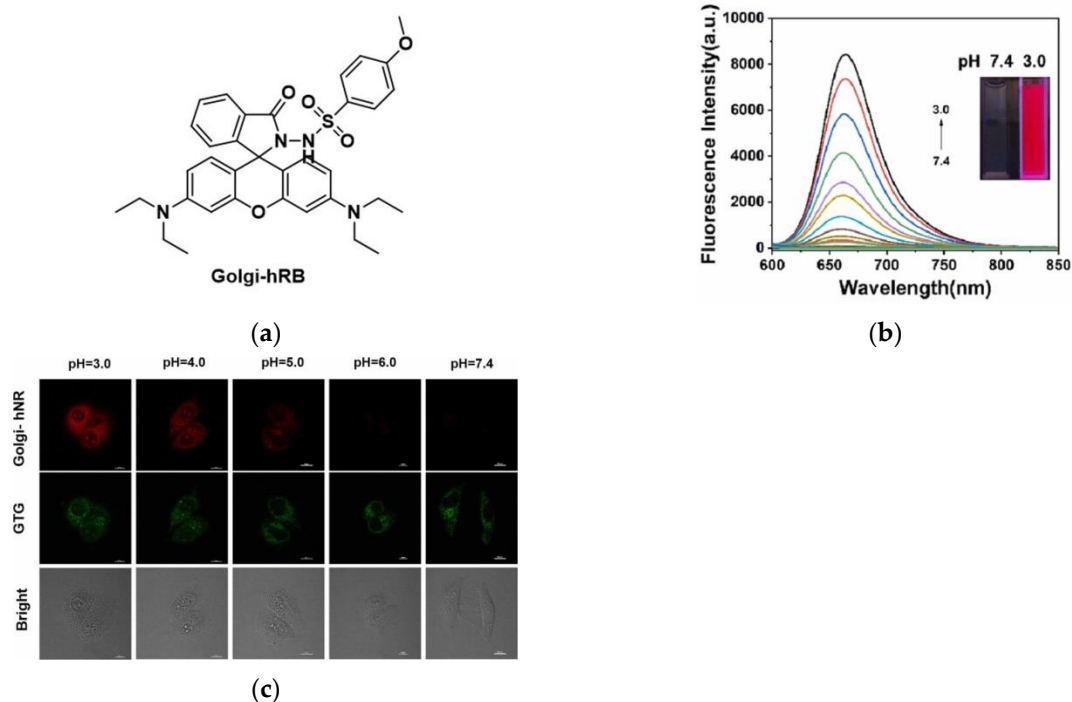 O
O
O
S
N
NH
O
O
N
O
N
Golgi-hRB
(a)
10000
8000
6000
4000
2000
0
600 650 700 750 800 850
Fluorescence Intensity(a.u.)
Wavelength(nm)
pH 7.4 3.0
3.0
7.4
(b)
pH=3.0 pH=4.0 pH=5.0 pH=6.0 pH=7.4
Golgi- hNR
GTG
Bright
(c)